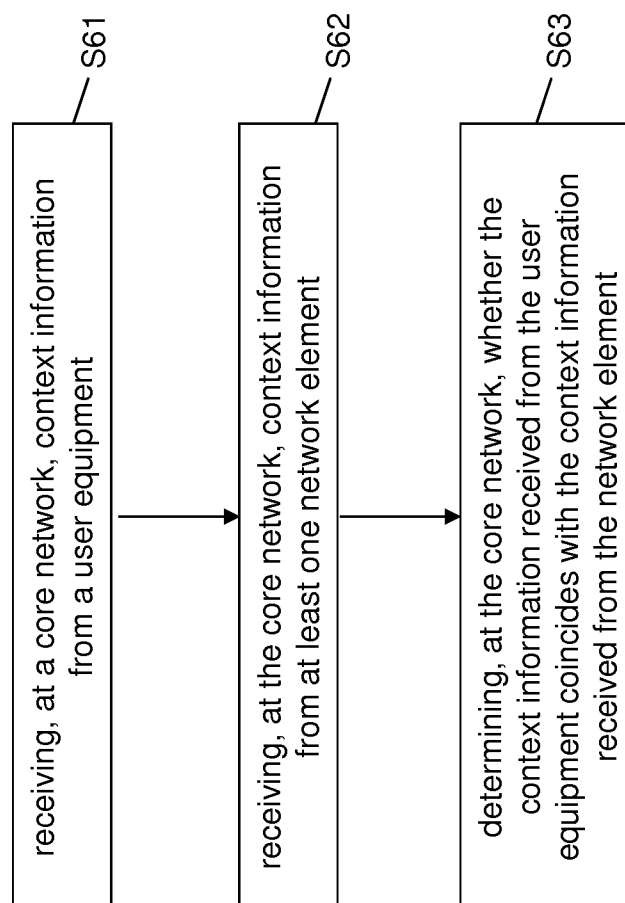 receiving, at a core network, context information
from a user equipment
S61
receiving, at the core network, context information
from at least one network element
S62
determining, at the core network, whether the
context information received from the user
equipment coincides with the context information
received from the network element
S63